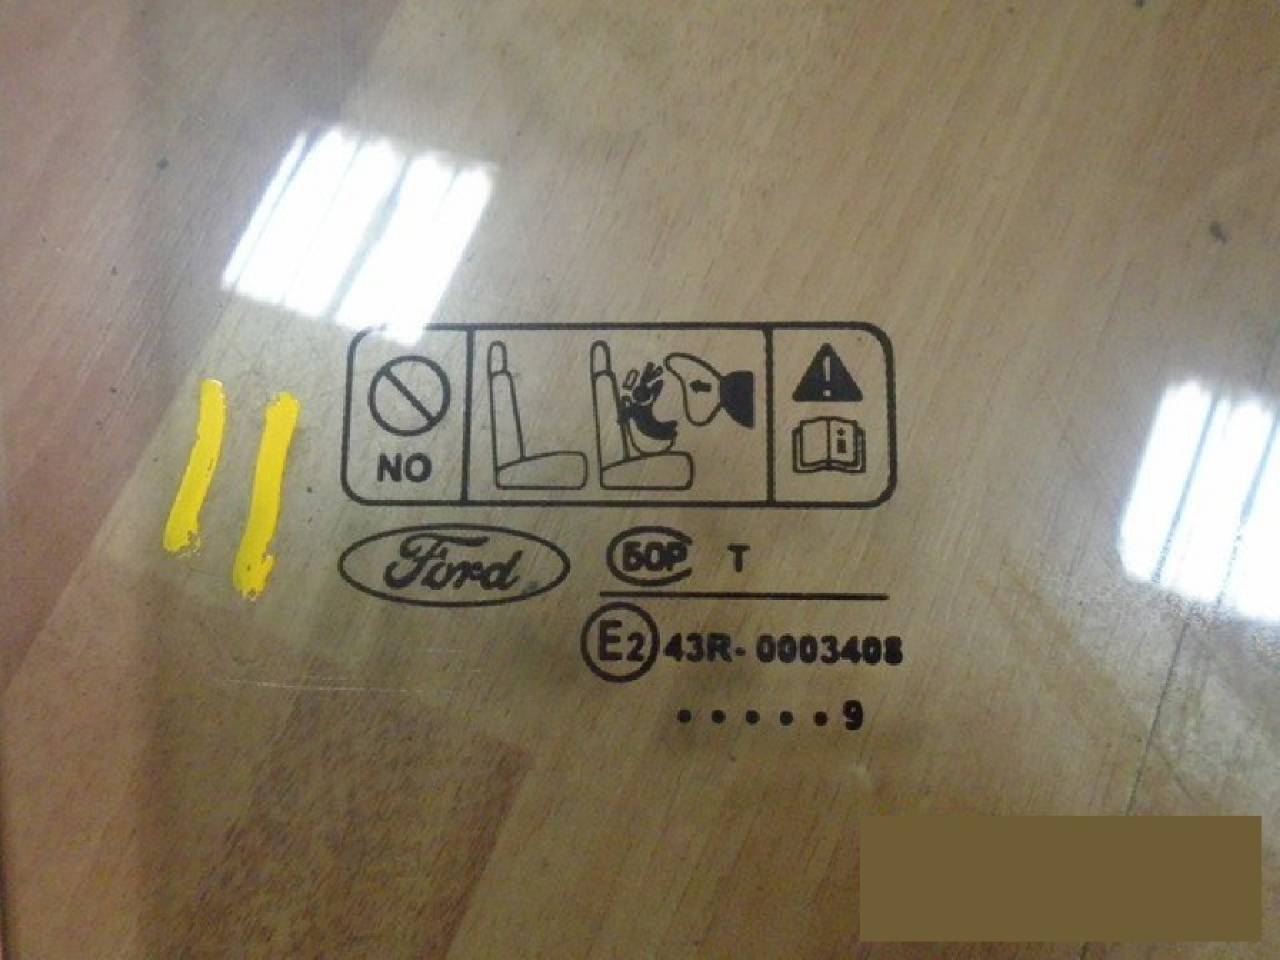 NO
Ford
БОР Т
E2 43R-0003408
.....9